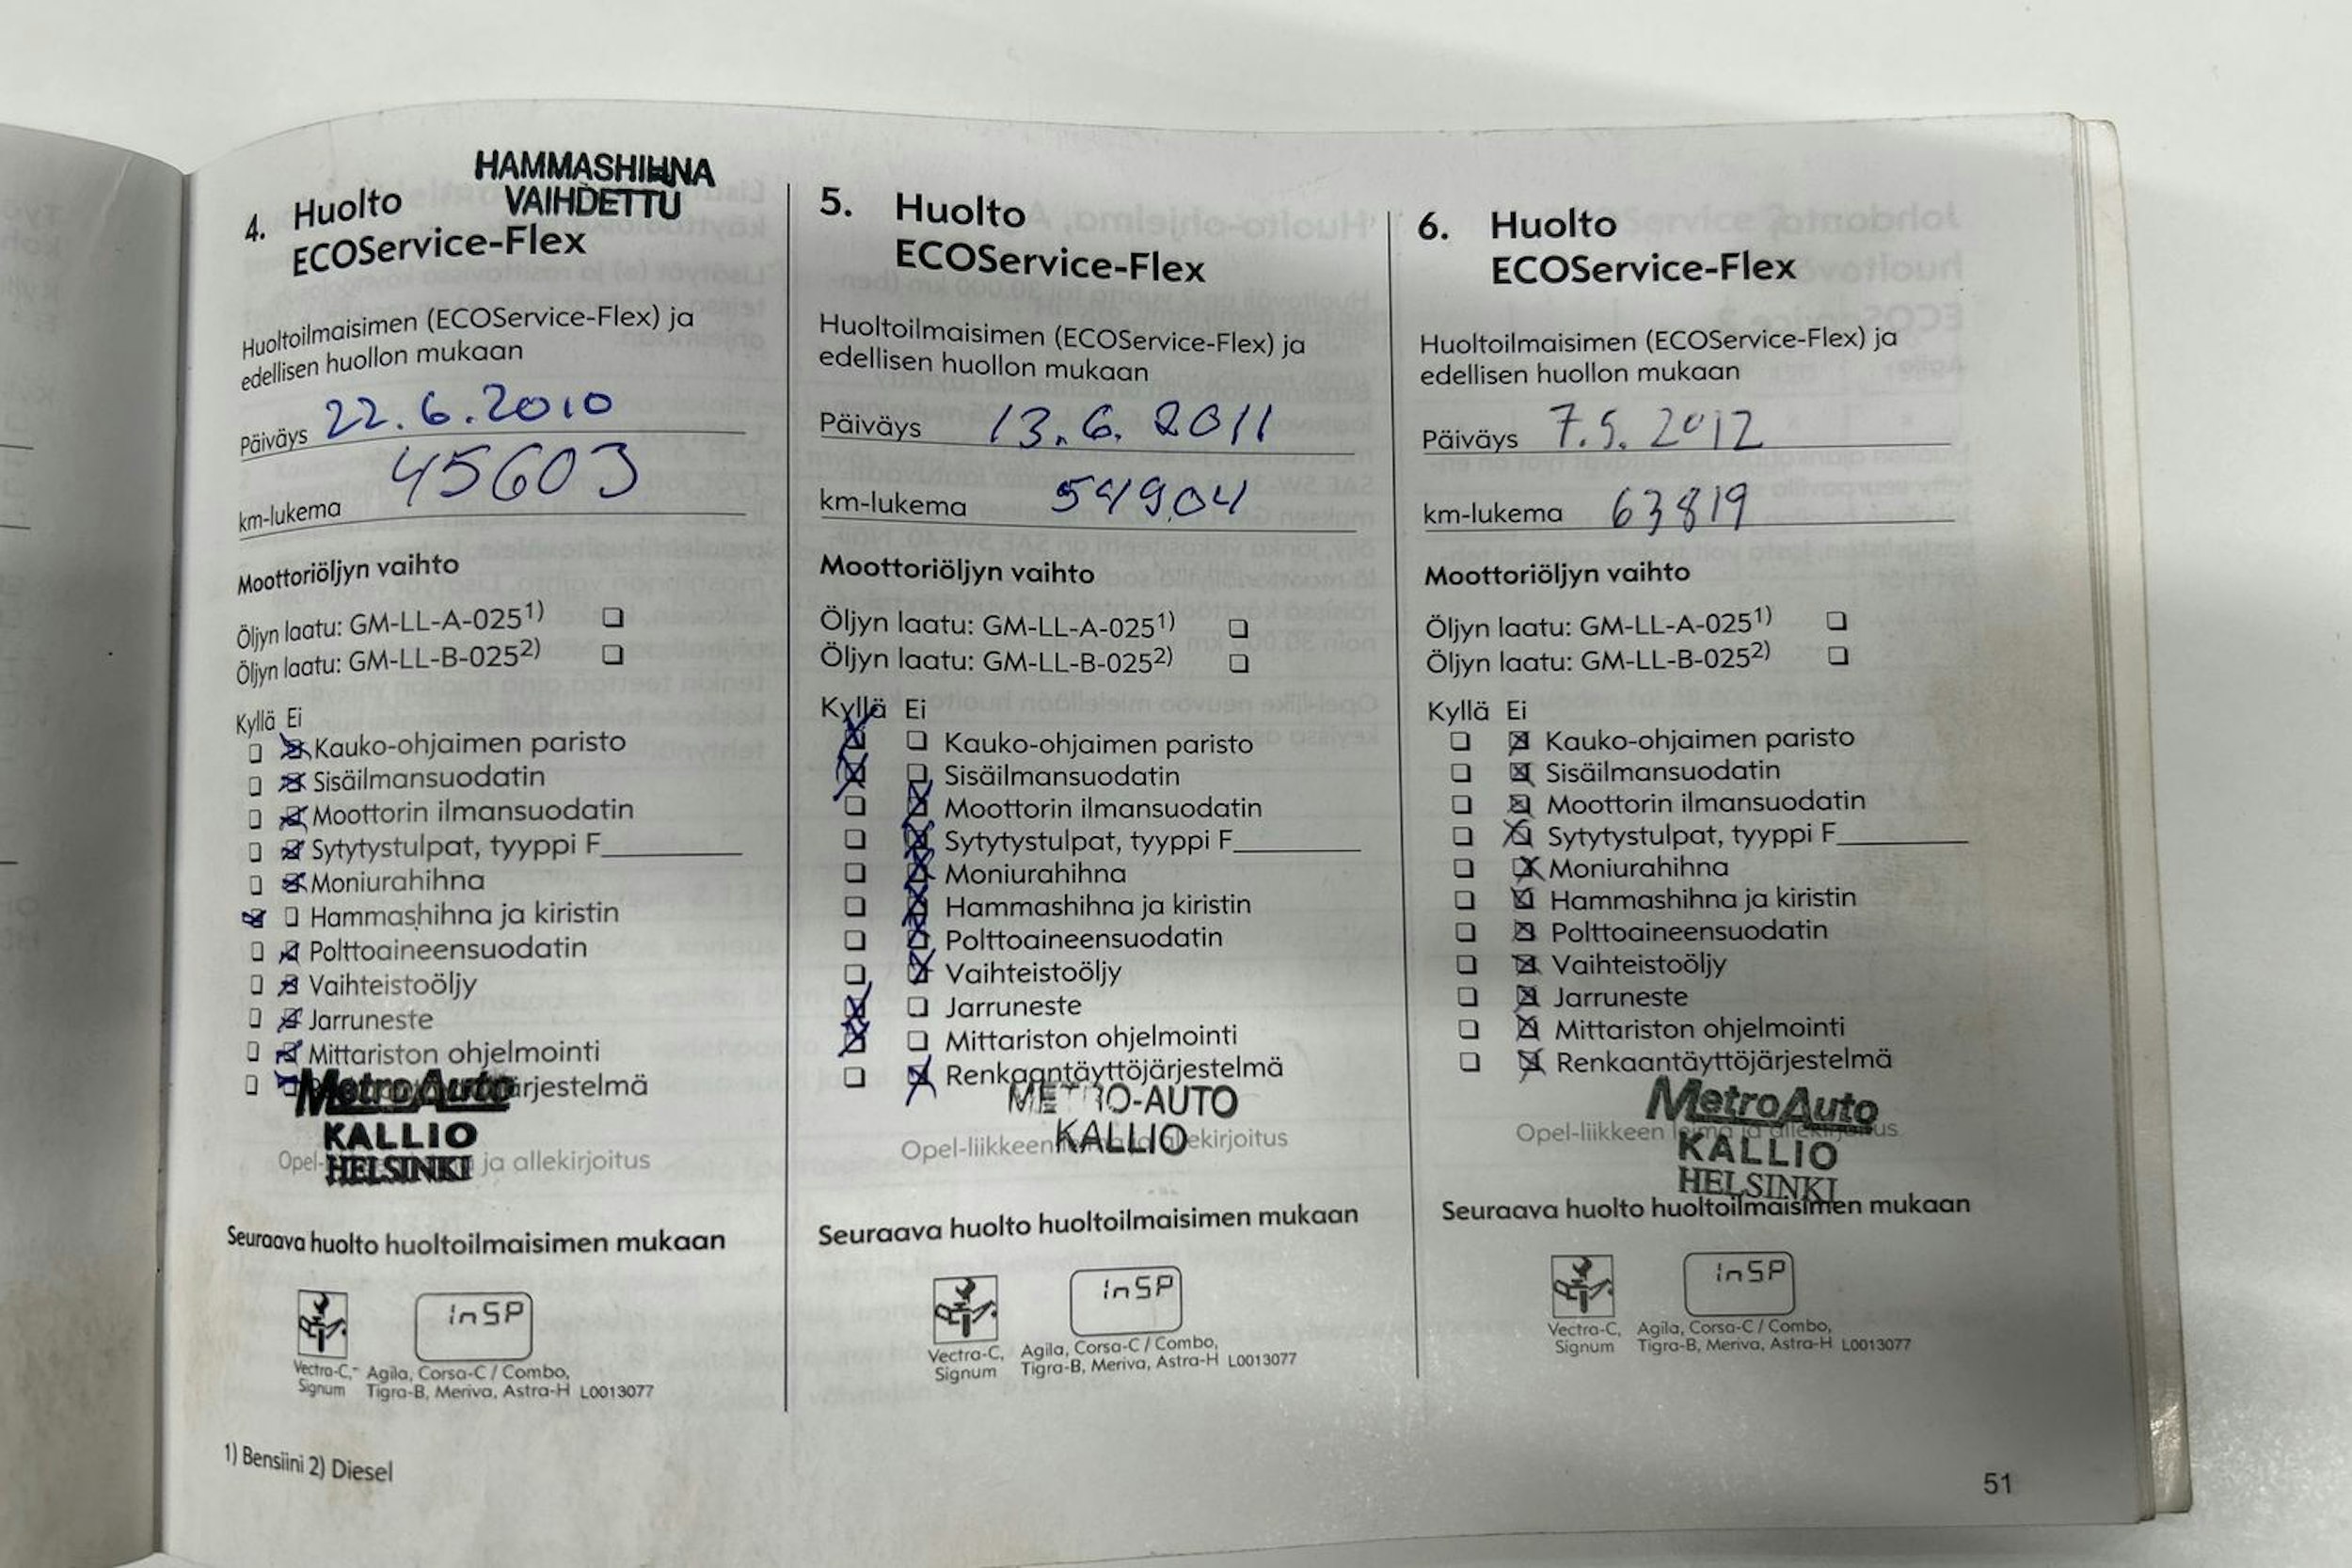 HAMMASHIHNA
VAIHDETTU
4. Huolto
ECOService-Flex
Huoltoilmaisimen (ECOService-Flex) ja
edellisen huollon mukaan
Päiväys 22.6.2010
km-lukema 45603
Moottoriöljyn vaihto
Öljyn laatu: GM-LL-A-025¹⁾ ❑
Öljyn laatu: GM-LL-B-025²⁾ ❑
Kyllä Ei
Kauko-ohjaimen paristo
Sisäilmansuodatin
Moottorin ilmansuodatin
Sytytystulpat, tyyppi F
Moniurahihna
Hammashihna ja kiristin
Polttoaineensuodatin
Vaihteistoöljy
Jarruneste
Mittariston ohjelmointi
järjestelmä
MetroAuto
KALLIO
HELSINKI
Opel- ja allekirjoitus
Seuraava huolto huoltoilmaisimen mukaan
inSP
Vectra-C, Agila, Corsa-C / Combo,
Signum Tigra-B, Meriva, Astra-H L0013077
1) Bensiini 2) Diesel
5. Huolto
ECOService-Flex
Huoltoilmaisimen (ECOService-Flex) ja
edellisen huollon mukaan
Päiväys 13.6.2011
km-lukema 54904
Moottoriöljyn vaihto
Öljyn laatu: GM-LL-A-025¹⁾ ❑
Öljyn laatu: GM-LL-B-025²⁾ ❑
Kyllä Ei
Kauko-ohjaimen paristo
Sisäilmansuodatin
Moottorin ilmansuodatin
Sytytystulpat, tyyppi F
Moniurahihna
Hammashihna ja kiristin
Polttoaineensuodatin
Vaihteistoöljy
Jarruneste
Mittariston ohjelmointi
Renkaantäyttöjärjestelmä
METRO-AUTO
KALLIO
Opel-liikkeen leima ja allekirjoitus
Seuraava huolto huoltoilmaisimen mukaan
inSP
Vectra-C, Agila, Corsa-C / Combo,
Signum Tigra-B, Meriva, Astra-H L0013077
6. Huolto
ECOService-Flex
Huoltoilmaisimen (ECOService-Flex) ja
edellisen huollon mukaan
Päiväys 7.5.2012
km-lukema 63819
Moottoriöljyn vaihto
Öljyn laatu: GM-LL-A-025¹⁾ ❑
Öljyn laatu: GM-LL-B-025²⁾ ❑
Kyllä Ei
Kauko-ohjaimen paristo
Sisäilmansuodatin
Moottorin ilmansuodatin
Sytytystulpat, tyyppi F
Moniurahihna
Hammashihna ja kiristin
Polttoaineensuodatin
Vaihteistoöljy
Jarruneste
Mittariston ohjelmointi
Renkaantäyttöjärjestelmä
MetroAuto
Opel-liikkeen leima ja allekirjoitus
KALLIO
HELSINKI
Seuraava huolto huoltoilmaisimen mukaan
inSP
Vectra-C, Agila, Corsa-C / Combo,
Signum Tigra-B, Meriva, Astra-H L0013077
51